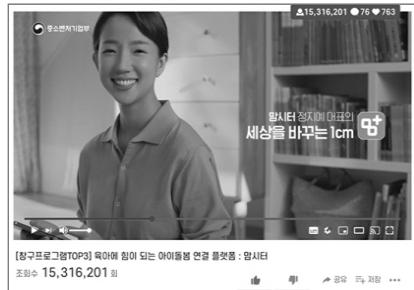 15,316,201 76 763
중소벤처기업부
맘시터 정지예 대표의
세상을 바꾸는 1cm
[창구프로그램TOP3] 육아에 힘이 되는 아이돌봄 연결 플랫폼 : 맘시터
조회수 15,316,201 회
공유 저장